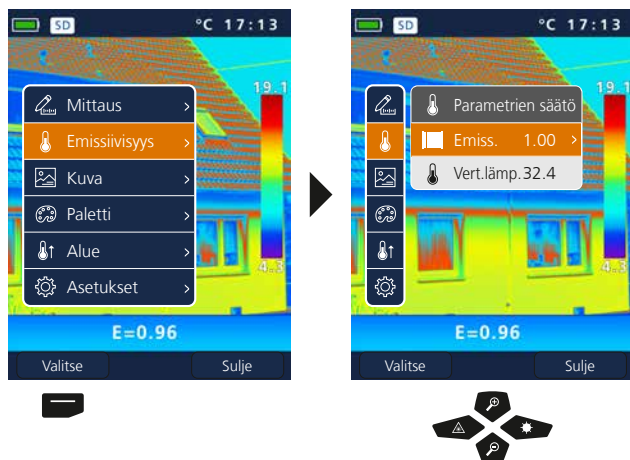 SD °C 17:13
19.1
Mittaus
Emissiivisyys
Kuva
Paletti
Alue
Asetukset
4.3
E=0.96
Valitse Sulje
SD °C 17:13
19.1
Parametrien säätö
Emiss. 1.00
Vert.lämp. 32.4
4.3
E=0.96
Valitse Sulje